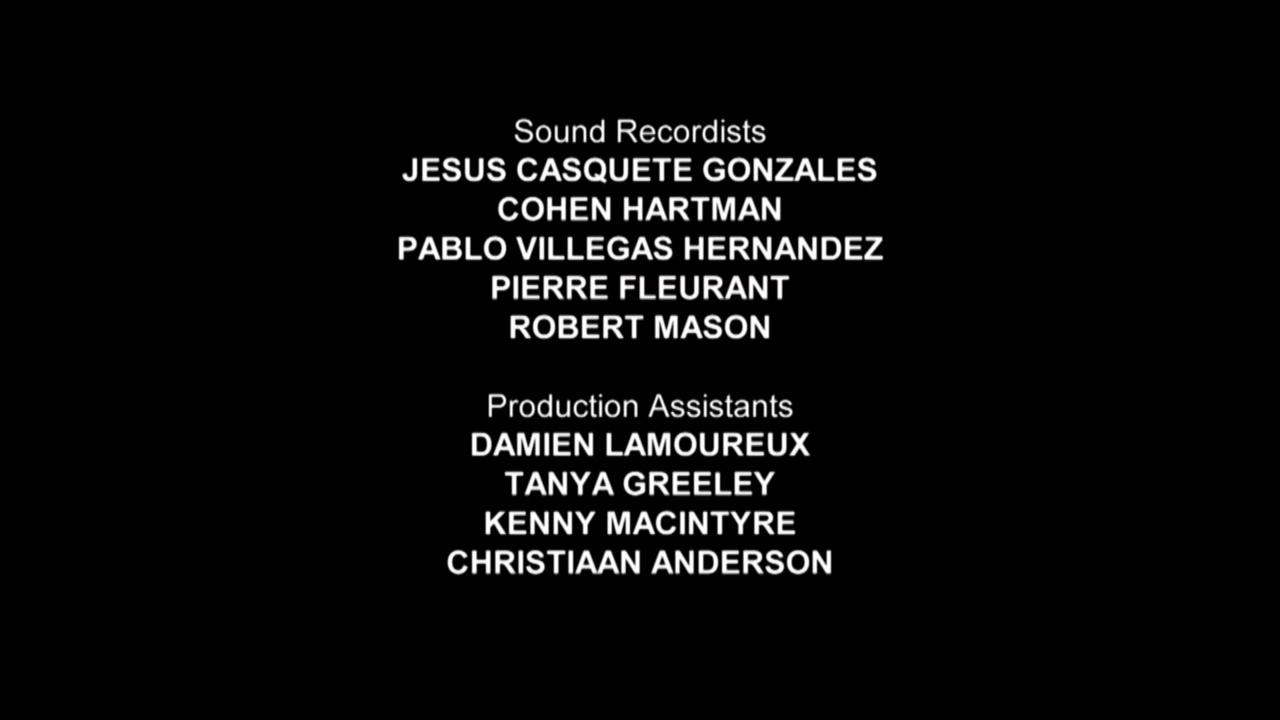 Sound Recordists
JESUS CASQUETE GONZALES
COHEN HARTMAN
PABLO VILLEGAS HERNANDEZ
PIERRE FLEURANT
ROBERT MASON
Production Assistants
DAMIEN LAMOUREUX
TANYA GREELEY
KENNY MACINTYRE
CHRISTIAAN ANDERSON